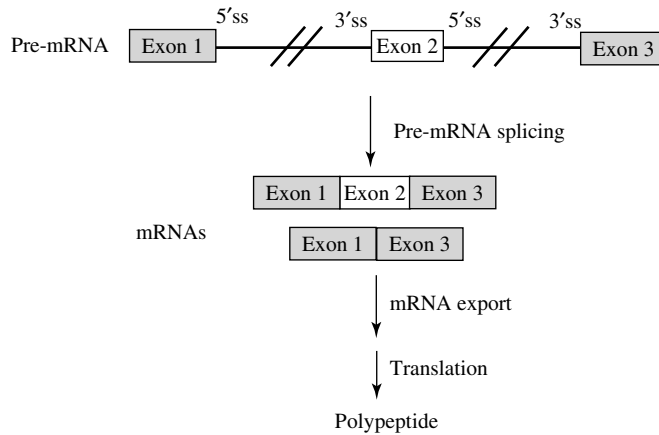 5′ss 3′ss 5′ss 3′ss
Pre-mRNA Exon 1 Exon 2 Exon 3
Pre-mRNA splicing
Exon 1 Exon 2 Exon 3
mRNAs
Exon 1 Exon 3
mRNA export
Translation
Polypeptide